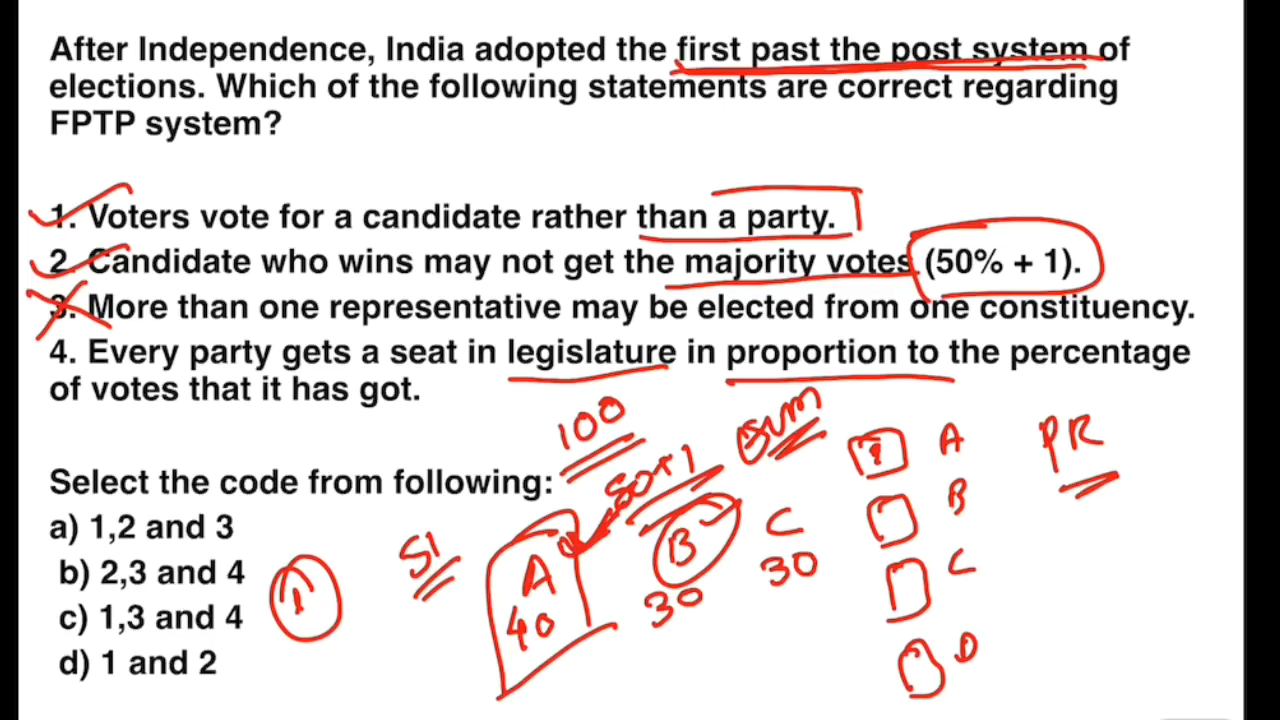 After Independence, India adopted the first past the post system of
elections. Which of the following statements are correct regarding
FPTP system?
1. Voters vote for a candidate rather than a party.
2. Candidate who wins may not get the majority votes (50% + 1).
3. More than one representative may be elected from one constituency.
4. Every party gets a seat in legislature in proportion to the percentage
of votes that it has got.
100
50+1
A
PR
Select the code from following:
B
a) 1,2 and 3
51
A
B
C
b) 2,3 and 4
1
30
C
c) 1,3 and 4
40
30
d) 1 and 2
D